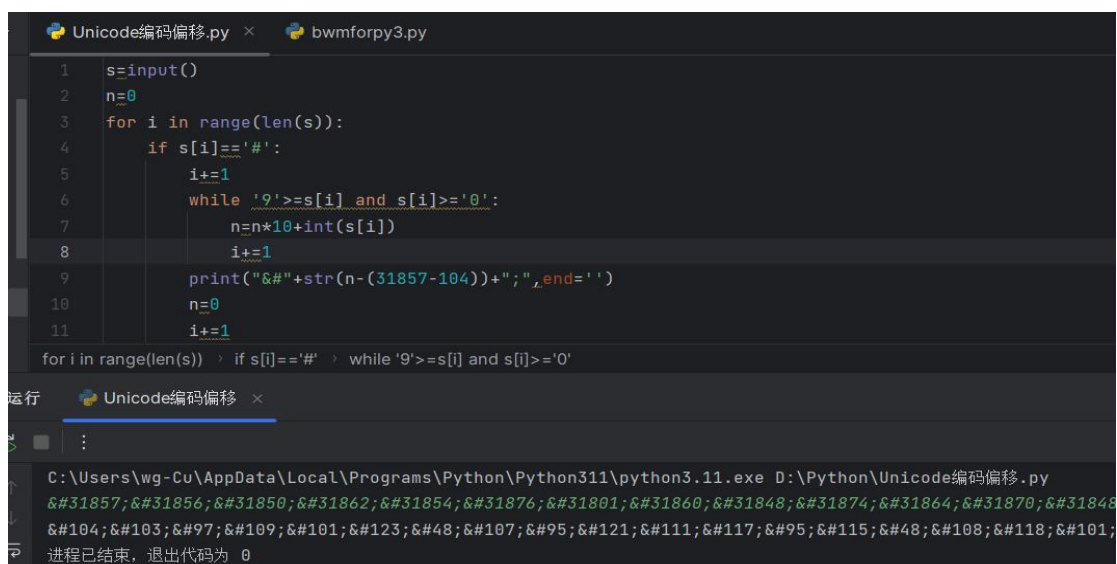 Unicode编码偏移.py × bwmforpy3.py
1 s=input()
2 n=0
3 for i in range(len(s)):
4 if s[i]=='#':
5 i+=1
6 while '9'>=s[i] and s[i]>='0':
7 n=n*10+int(s[i])
8 i+=1
9 print("&#"+str(n-(31857-104))+";",end='')
10 n=0
11 i+=1
for i in range(len(s)) › if s[i]=='#' › while '9'>=s[i] and s[i]>='0'
运行 Unicode编码偏移 ×
C:\Users\wg-Cu\AppData\Local\Programs\Python\Python311\python3.11.exe D:\Python\Unicode编码偏移.py
&#31857;&#31856;&#31850;&#31862;&#31854;&#31876;&#31801;&#31860;&#31848;&#31874;&#31864;&#31870;&#31848
&#104;&#103;&#97;&#109;&#101;&#123;&#48;&#107;&#95;&#121;&#111;&#117;&#95;&#115;&#48;&#108;&#118;&#101;
进程已结束，退出代码为 0